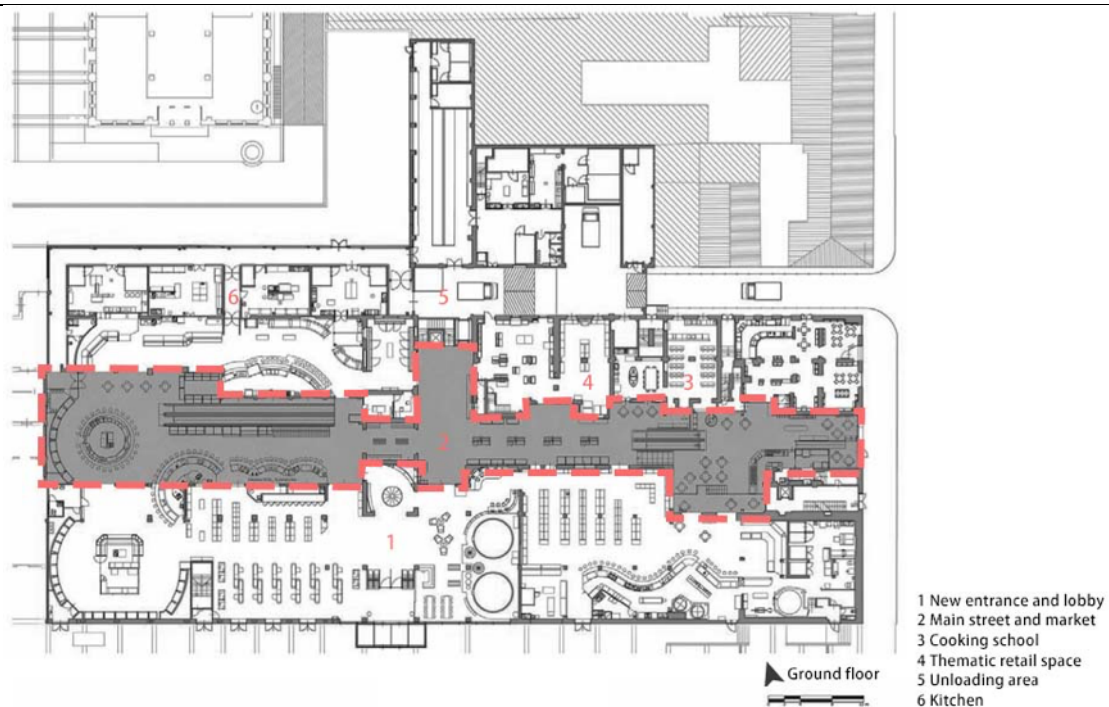 6
5
4
3
2
1
1 New entrance and lobby
2 Main street and market
3 Cooking school
4 Thematic retail space
5 Unloading area
6 Kitchen
Ground floor